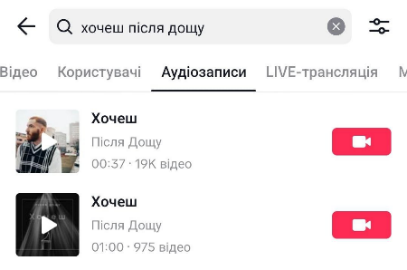 хочеш після дощу
Відео Користувачі Аудіозаписи LIVE-трансляція
Хочеш
Після Дощу
00:37 · 19K відео
Хочеш
Після Дощу
01:00 · 975 відео